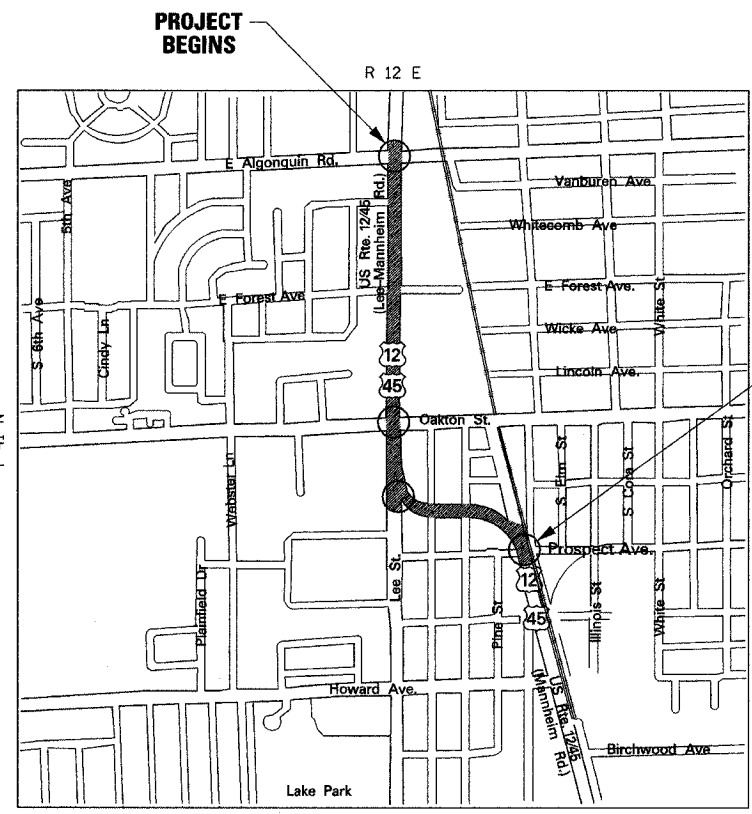 PROJECT
BEGINS
R 12 E
E Algonquin Rd.
Vanburen Ave
5th Ave
US Rte. 12/45
(Lee-Mannheim Rd.)
Whitecomb Ave
E Forest Ave
E Forest Ave.
White St
S 6th Ave
Cindy Ln
Wicke Ave
12
Lincoln Ave.
45
Oakton St.
Orchard St
Webster Ln
S Elm St
S Cora St
Prospect Ave.
Plainfield Dr
Lee St.
12
Pine St
45
Illinois St
White St
Howard Ave.
US Rte. 12/45
(Mannheim Rd.)
Birchwood Ave
Lake Park